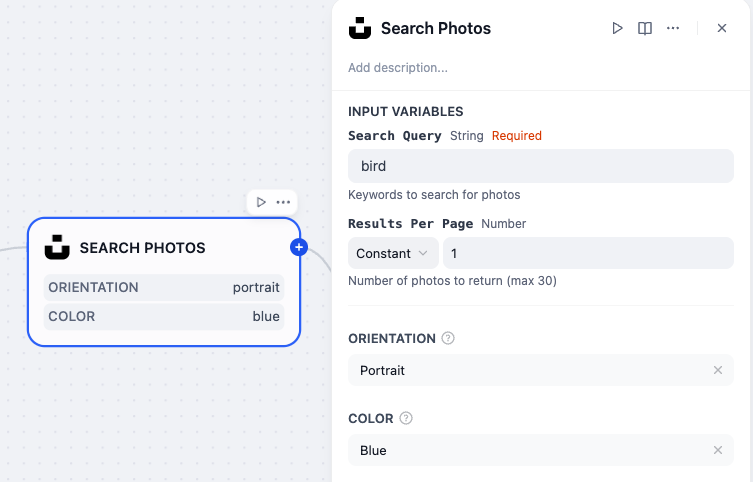 SEARCH PHOTOS
ORIENTATION portrait
COLOR blue
Search Photos
Add description...
INPUT VARIABLES
Search Query String Required
bird
Keywords to search for photos
Results Per Page Number
Constant 1
Number of photos to return (max 30)
ORIENTATION
Portrait
COLOR
Blue